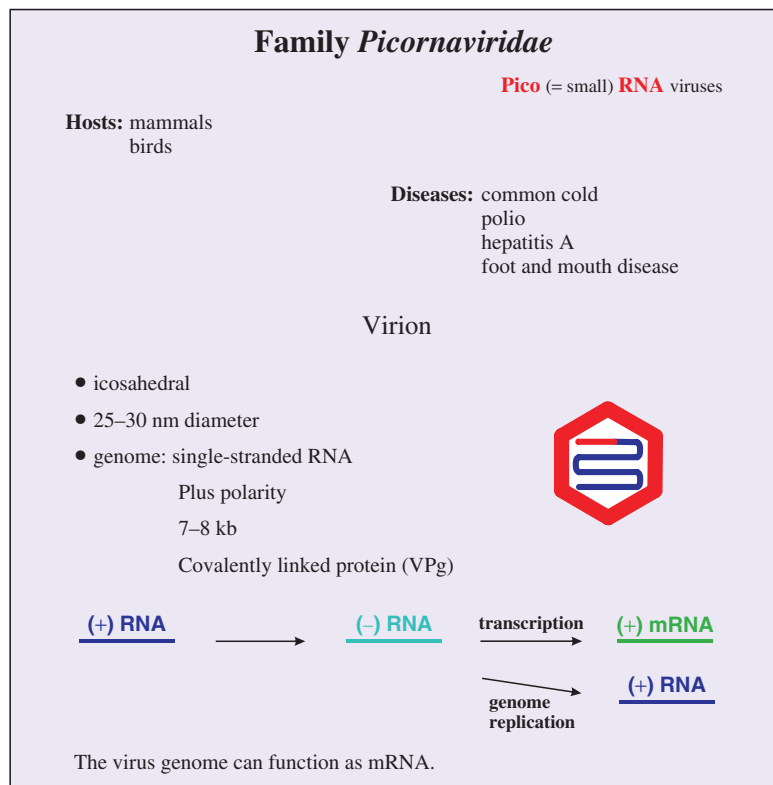 Family Picornaviridae
Pico (= small) RNA viruses
Hosts: mammals
birds
Diseases: common cold
polio
hepatitis A
foot and mouth disease
Virion
• icosahedral
• 25–30 nm diameter
• genome: single-stranded RNA
Plus polarity
7–8 kb
Covalently linked protein (VPg)
(+) RNA (–) RNA transcription (+) mRNA
(+) RNA
genome
replication
The virus genome can function as mRNA.